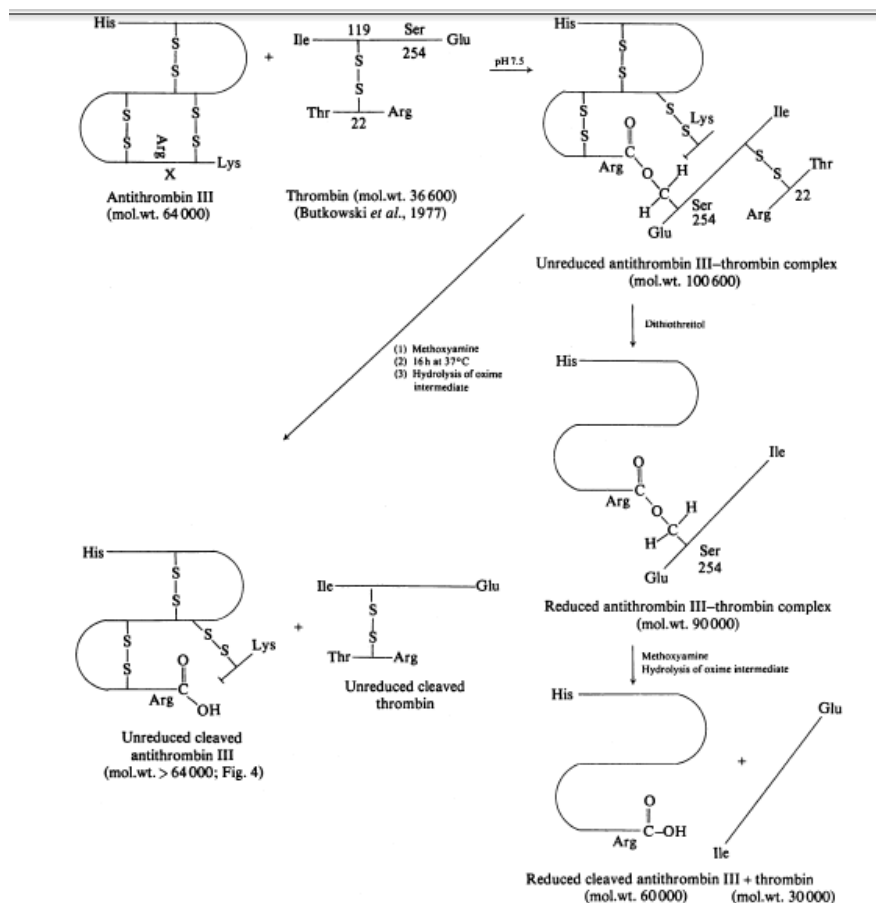 His
S
S
S
S
S
S
Arg
X
Lys
Antithrombin III
(mol.wt. 64 000)
+
119 Ser
Ile Glu
254
S
S
Thr Arg
22
Thrombin (mol.wt. 36 600)
(Butkowski et al., 1977)
pH 7.5
His
S
S
S
S
S
S
Lys
Ile
O
C
Arg
O
H
C
H
S
S
Thr
Ser
254
22
Arg
Glu
Unreduced antithrombin III–thrombin complex
(mol.wt. 100 600)
(1) Methoxyamine
(2) 16 h at 37°C
(3) Hydrolysis of oxime
intermediate
Dithiothreitol
His
O
C
Arg
O
H
C
H
Ile
Ser
254
Glu
Reduced antithrombin III–thrombin complex
(mol.wt. 90 000)
His
S
S
S
S
S
S
Lys
O
C
Arg
OH
Unreduced cleaved
antithrombin III
(mol.wt. > 64 000; Fig. 4)
+
Ile Glu
S
S
Thr Arg
Unreduced cleaved
thrombin
Methoxyamine
Hydrolysis of oxime intermediate
His
O
C–OH
Arg
+
Glu
Ile
Reduced cleaved antithrombin III + thrombin
(mol.wt. 60 000) (mol.wt. 30 000)